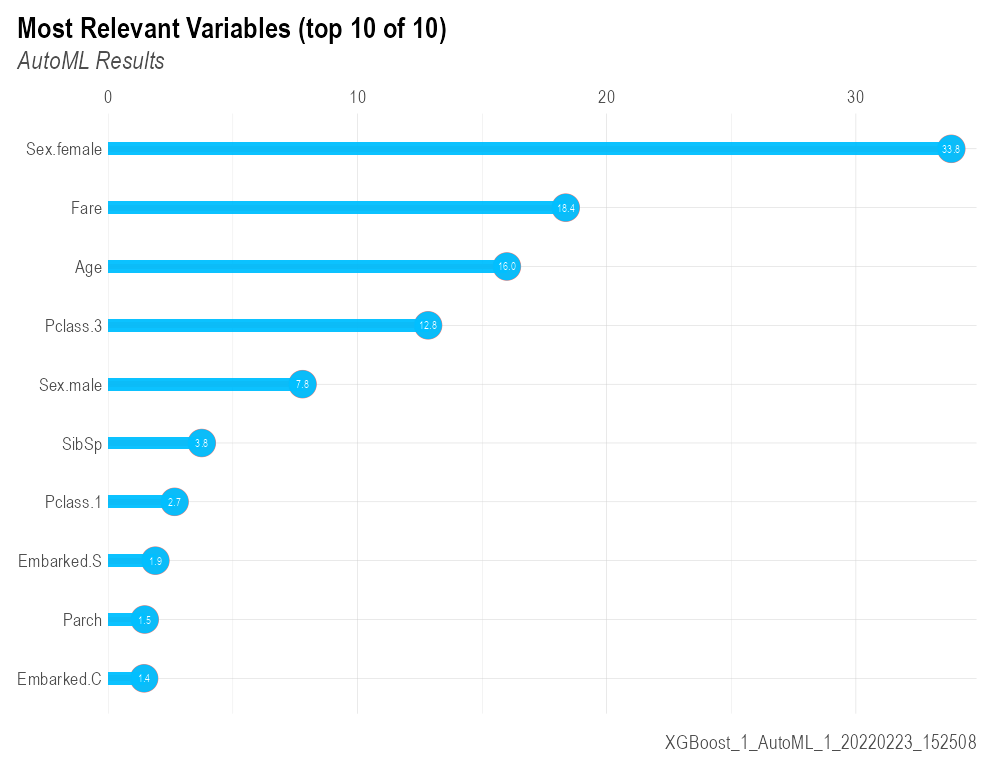 Most Relevant Variables (top 10 of 10)
AutoML Results
0 10 20 30
Sex.female 33.8
Fare 18.4
Age 16.0
Pclass.3 12.8
Sex.male 7.8
SibSp 3.8
Pclass.1 2.7
Embarked.S 1.9
Parch 1.5
Embarked.C 1.4
XGBoost_1_AutoML_1_20220223_152508